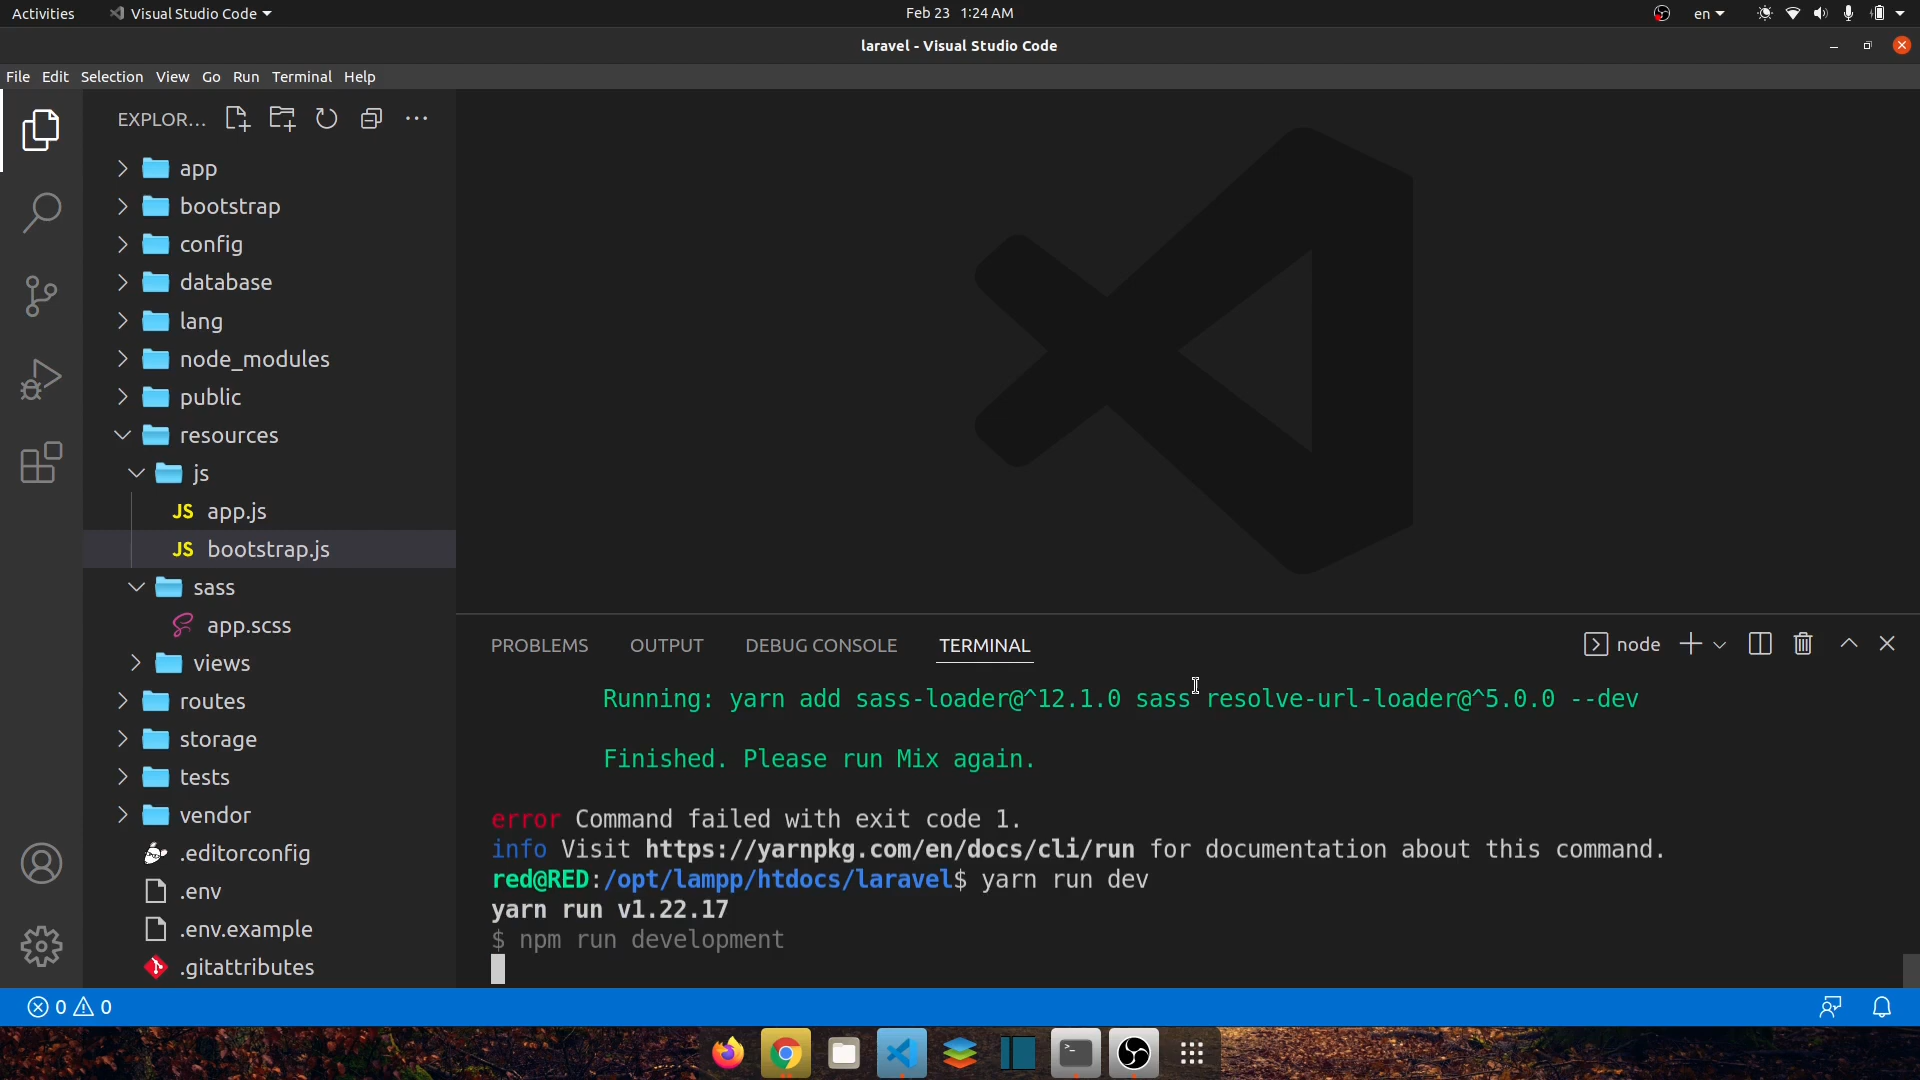 Activities
Visual Studio Code
Feb 23 1:24 AM
en
laravel - Visual Studio Code
File Edit Selection View Go Run Terminal Help
EXPLOR...
app
bootstrap
config
database
lang
node_modules
public
resources
js
JS app.js
JS bootstrap.js
sass
app.scss
views
routes
storage
tests
vendor
.editorconfig
.env
.env.example
.gitattributes
PROBLEMS OUTPUT DEBUG CONSOLE TERMINAL
node
Running: yarn add sass-loader@^12.1.0 sass resolve-url-loader@^5.0.0 --dev
Finished. Please run Mix again.
error Command failed with exit code 1.
info Visit https://yarnpkg.com/en/docs/cli/run for documentation about this command.
red@RED:/opt/lampp/htdocs/laravel$ yarn run dev
yarn run v1.22.17
$ npm run development
0 0